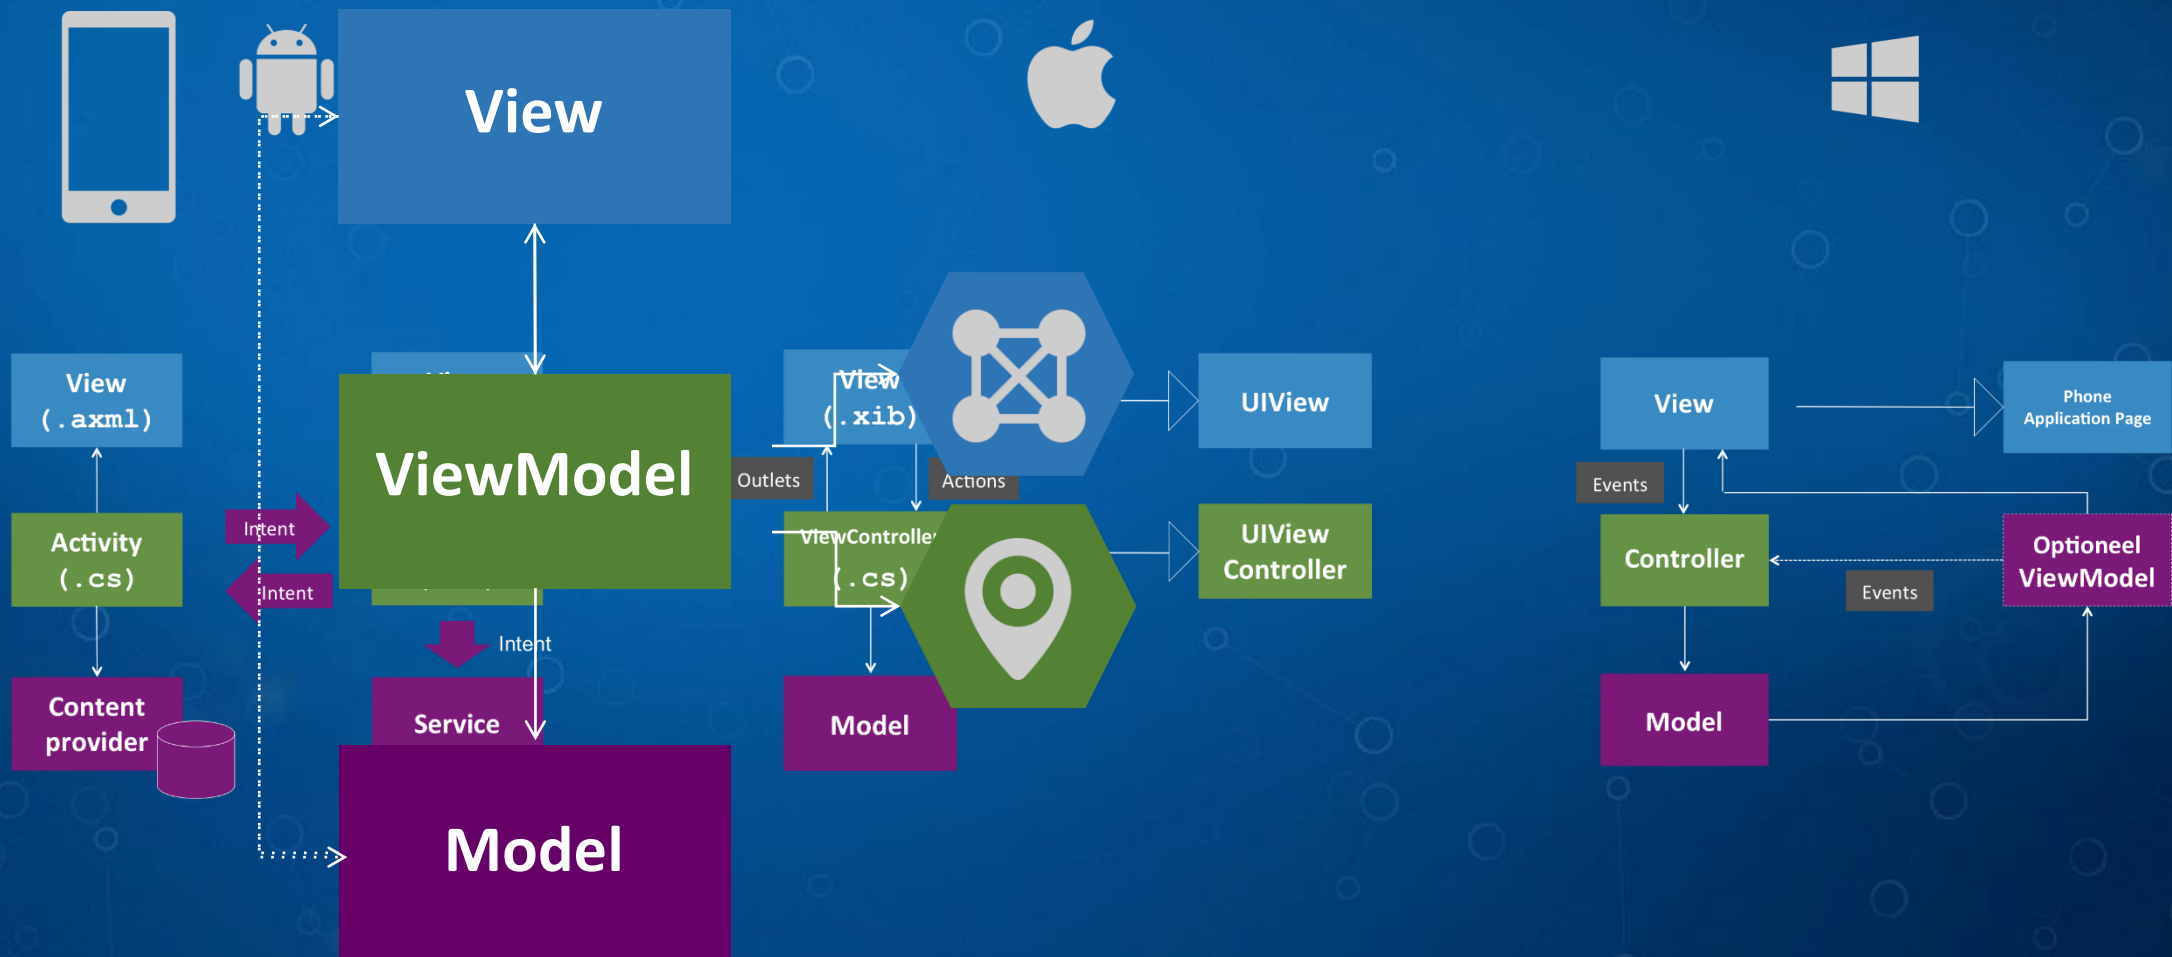 View
View
(.axml)
Activity
(.cs)
Content
provider
Intent
Intent
ViewModel
Intent
Service
Model
View
(.xib)
Outlets
Actions
ViewController
(.cs)
Model
UIView
UIView
Controller
View
Events
Controller
Model
Phone
Application Page
Optioneel
ViewModel
Events